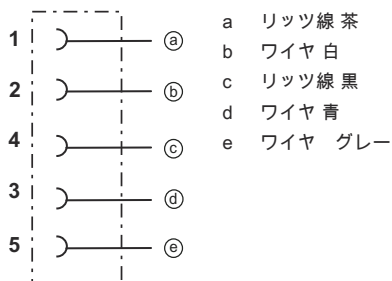 1 ⓐ
2 ⓑ
4 ⓒ
3 ⓓ
5 ⓔ
a リッツ線 茶
b ワイヤ 白
c リッツ線 黒
d ワイヤ 青
e ワイヤ　グレー